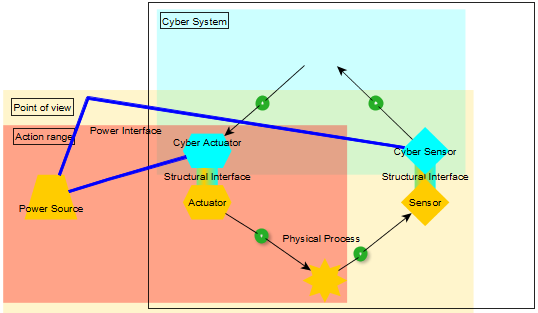 Cyber System
Point of view
Power Interface
Action range
Cyber Actuator
Cyber Sensor
Structural Interface
Structural Interface
Power Source
Actuator
Sensor
Physical Process